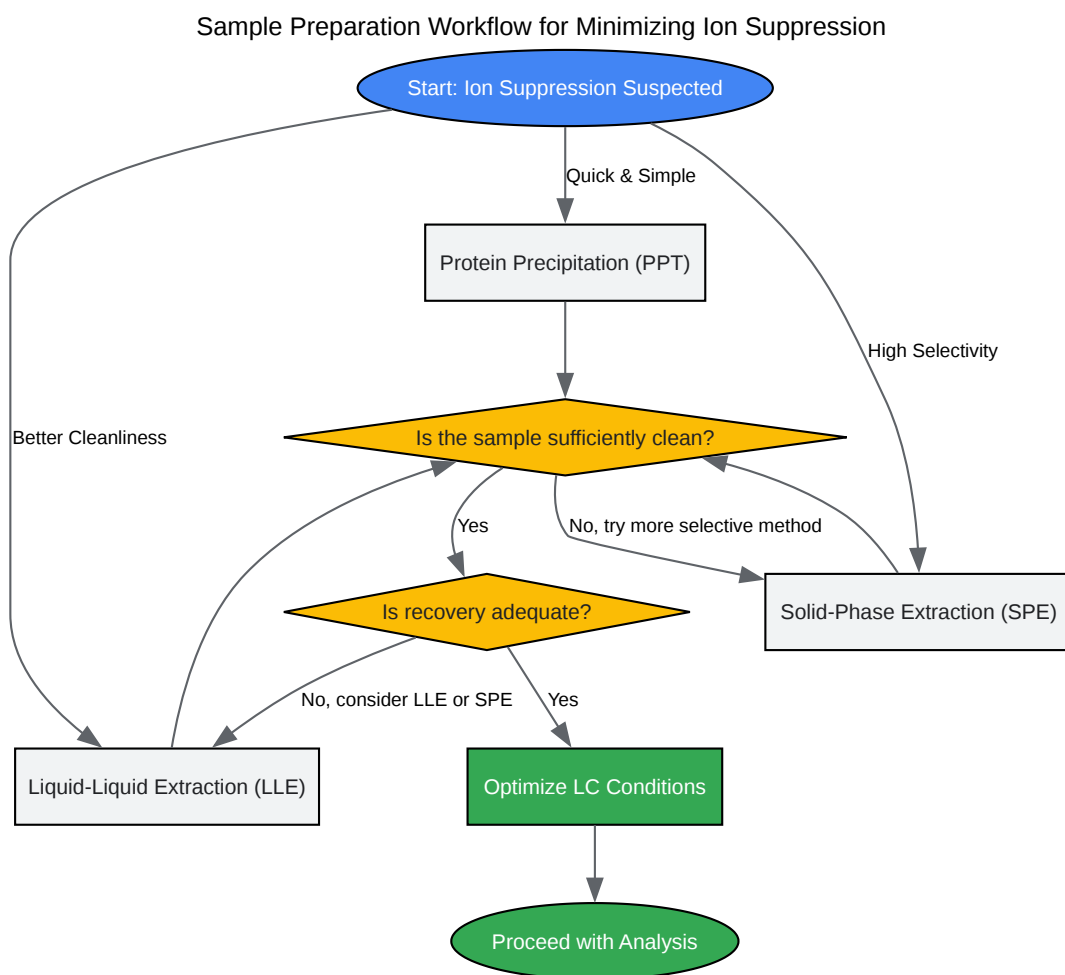 Sample Preparation Workflow for Minimizing Ion Suppression
Start: Ion Suppression Suspected
Quick & Simple
Protein Precipitation (PPT)
High Selectivity
Better Cleanliness
Is the sample sufficiently clean?
Yes
No, try more selective method
Is recovery adequate?
Solid-Phase Extraction (SPE)
No, consider LLE or SPE
Yes
Liquid-Liquid Extraction (LLE)
Optimize LC Conditions
Proceed with Analysis